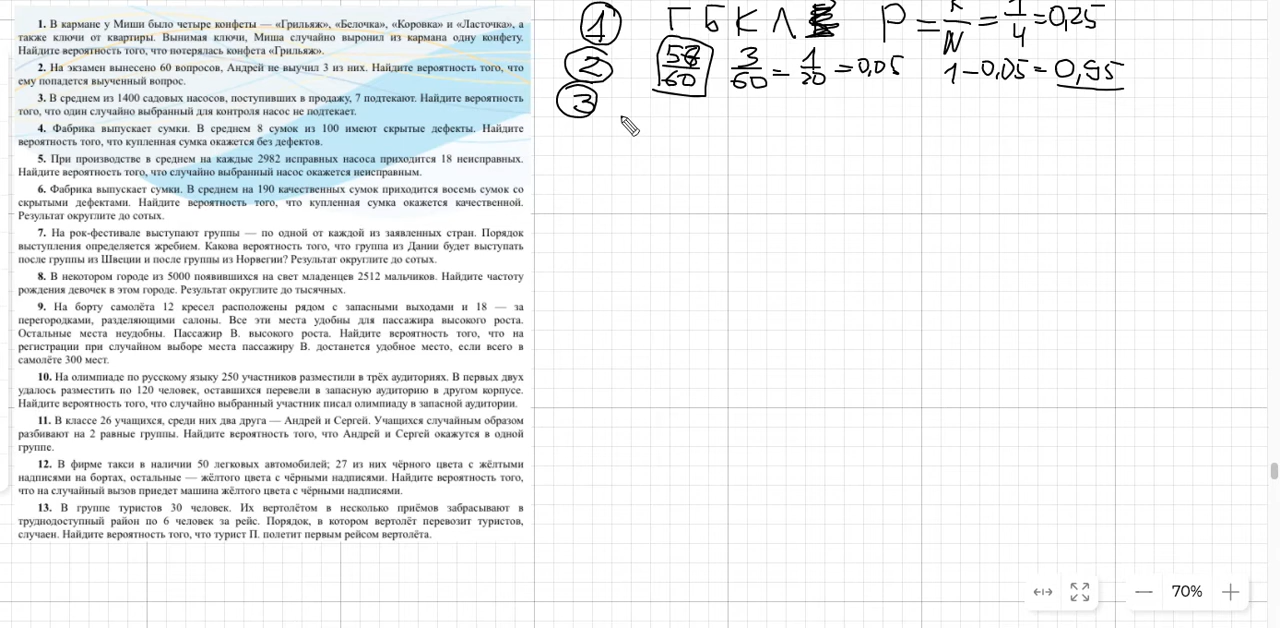 1. В кармане у Миши было четыре конфеты — «Грильяж», «Белочка», «Коровка» и «Ласточка», а
также ключи от квартиры. Вынимая ключи, Миша случайно выронил из кармана одну конфету.
Найдите вероятность того, что потерялась конфета «Грильяж».
2. На экзамен вынесено 60 вопросов, Андрей не выучил 3 из них. Найдите вероятность того, что
ему попадется выученный вопрос.
3. В среднем из 1400 садовых насосов, поступивших в продажу, 7 подтекают. Найдите вероятность
того, что один случайно выбранный для контроля насос не подтекает.
4. Фабрика выпускает сумки. В среднем 8 сумок из 100 имеют скрытые дефекты. Найдите
вероятность того, что купленная сумка окажется без дефектов.
5. При производстве в среднем на каждые 2982 исправных насоса приходится 18 неисправных.
Найдите вероятность того, что случайно выбранный насос окажется неисправным.
6. Фабрика выпускает сумки. В среднем на 190 качественных сумок приходится восемь сумок со
скрытыми дефектами. Найдите вероятность того, что купленная сумка окажется качественной.
Результат округлите до сотых.
7. На рок-фестивале выступают группы — по одной от каждой из заявленных стран. Порядок
выступления определяется жребием. Какова вероятность того, что группа из Дании будет выступать
после группы из Швеции и после группы из Норвегии? Результат округлите до сотых.
8. В некотором городе из 5000 появившихся на свет младенцев 2512 мальчиков. Найдите частоту
рождения девочек в этом городе. Результат округлите до тысячных.
9. На борту самолёта 12 кресел расположены рядом с запасными выходами и 18 — за
перегородками, разделяющими салоны. Все эти места удобны для пассажира высокого роста.
Остальные места неудобны. Пассажир В. высокого роста. Найдите вероятность того, что на
регистрации при случайном выборе места пассажиру В. достанется удобное место, если всего в
самолёте 300 мест.
10. На олимпиаде по русскому языку 250 участников разместили в трёх аудиториях. В первых двух
удалось разместить по 120 человек, оставшихся перевели в запасную аудиторию в другом корпусе.
Найдите вероятность того, что случайно выбранный участник писал олимпиаду в запасной аудитории.
11. В классе 26 учащихся, среди них два друга — Андрей и Сергей. Учащихся случайным образом
разбивают на 2 равные группы. Найдите вероятность того, что Андрей и Сергей окажутся в одной
группе.
12. В фирме такси в наличии 50 легковых автомобилей; 27 из них чёрного цвета с жёлтыми
надписями на бортах, остальные — жёлтого цвета с чёрными надписями. Найдите вероятность того,
что на случайный вызов приедет машина жёлтого цвета с чёрными надписями.
13. В группе туристов 30 человек. Их вертолётом в несколько приёмов забрасывают в
труднодоступный район по 6 человек за рейс. Порядок, в котором вертолёт перевозит туристов,
случаен. Найдите вероятность того, что турист П. полетит первым рейсом вертолёта.
1 Г Б К Л P = K/N = 1/4 = 0,25
2 /60 3/60 = 1/20 = 0,05 1 - 0,05 = 0,95
3
70%